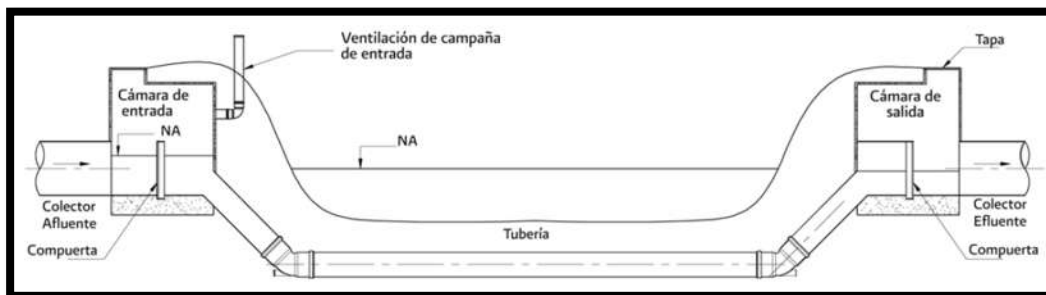 Ventilación de campaña
de entrada
Tapa
Cámara de
entrada
NA
Cámara de
salida
NA
Colector
Afluente
Compuerta
Tubería
Colector
Efluente
Compuerta